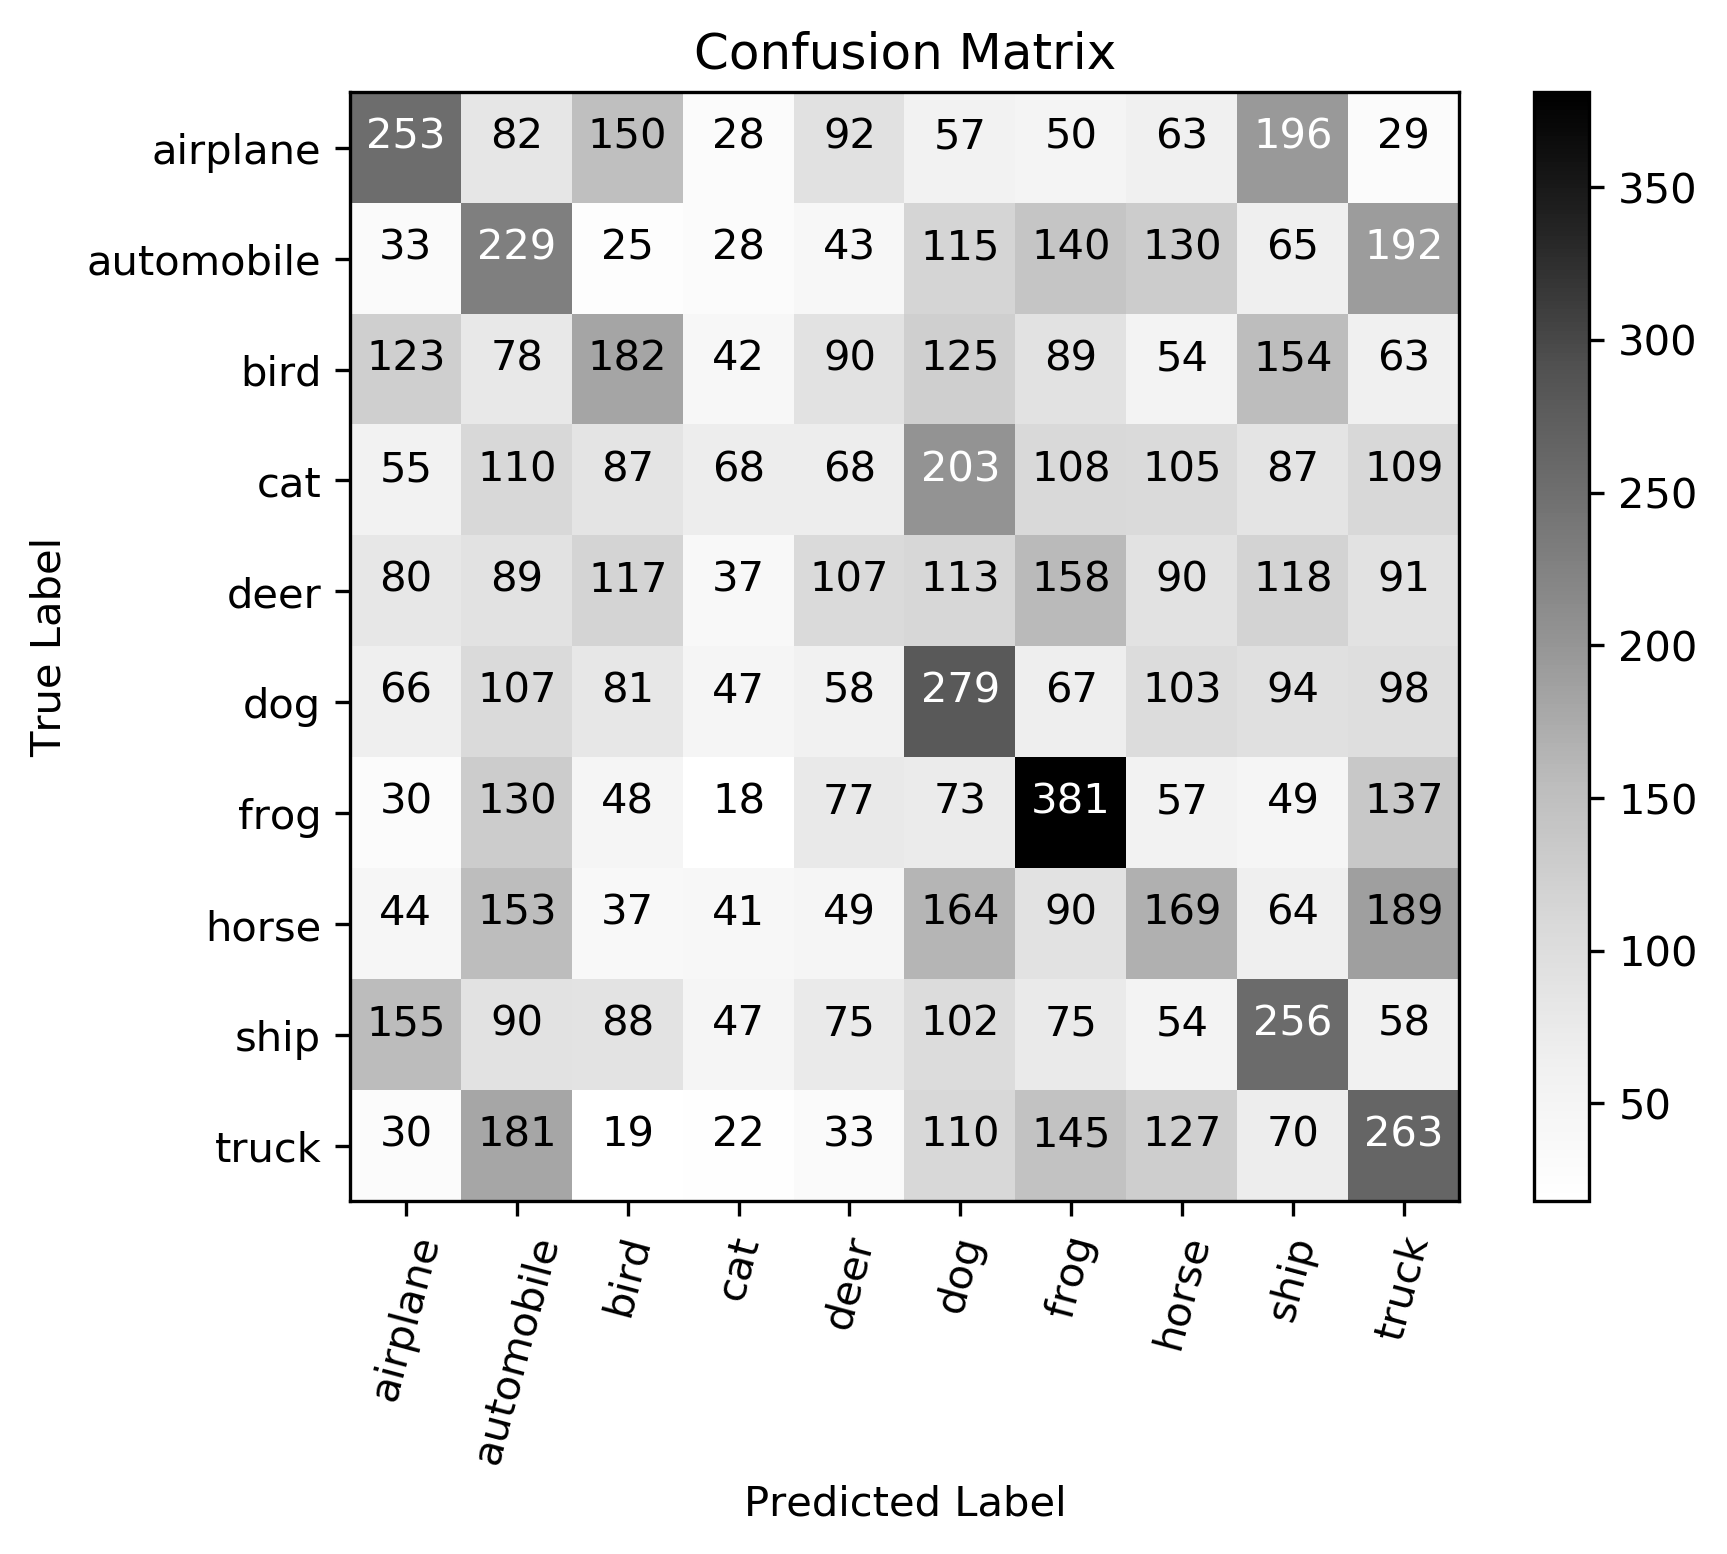 Confusion Matrix
True Label
airplane 253 82 150 28 92 57 50 63 196 29
automobile 33 229 25 28 43 115 140 130 65 192
bird 123 78 182 42 90 125 89 54 154 63
cat 55 110 87 68 68 203 108 105 87 109
deer 80 89 117 37 107 113 158 90 118 91
dog 66 107 81 47 58 279 67 103 94 98
frog 30 130 48 18 77 73 381 57 49 137
horse 44 153 37 41 49 164 90 169 64 189
ship 155 90 88 47 75 102 75 54 256 58
truck 30 181 19 22 33 110 145 127 70 263
airplane automobile bird cat deer dog frog horse ship truck
Predicted Label
350
300
250
200
150
100
50